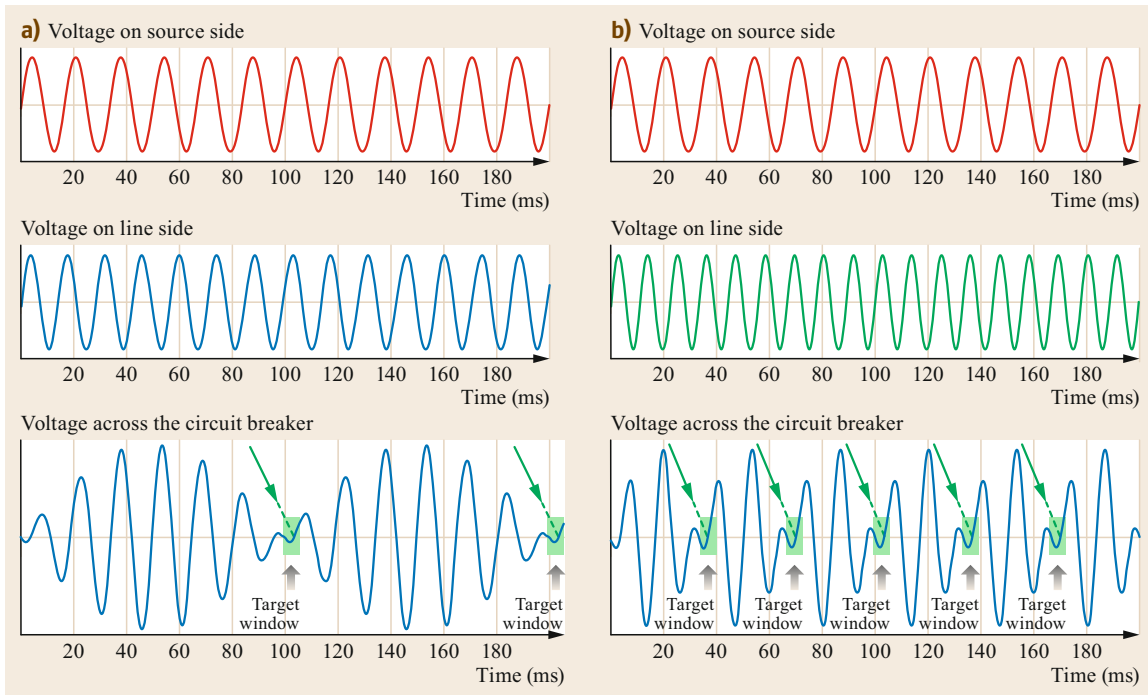 a) Voltage on source side
20 40 60 80 100 120 140 160 180
Time (ms)
Voltage on line side
20 40 60 80 100 120 140 160 180
Time (ms)
Voltage across the circuit breaker
Target
window
Target
window
20 40 60 80 100 120 140 160 180
Time (ms)
b) Voltage on source side
20 40 60 80 100 120 140 160 180
Time (ms)
Voltage on line side
20 40 60 80 100 120 140 160 180
Time (ms)
Voltage across the circuit breaker
Target Target Target Target Target
window window window window window
20 40 60 80 100 120 140 160 180
Time (ms)